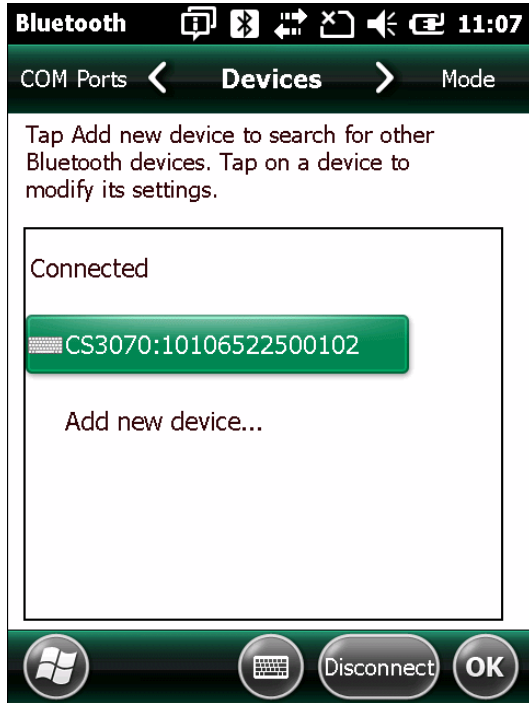 Bluetooth 11:07
COM Ports Devices Mode
Tap Add new device to search for other
Bluetooth devices. Tap on a device to
modify its settings.
Connected
CS3070:10106522500102
Add new device...
Disconnect OK